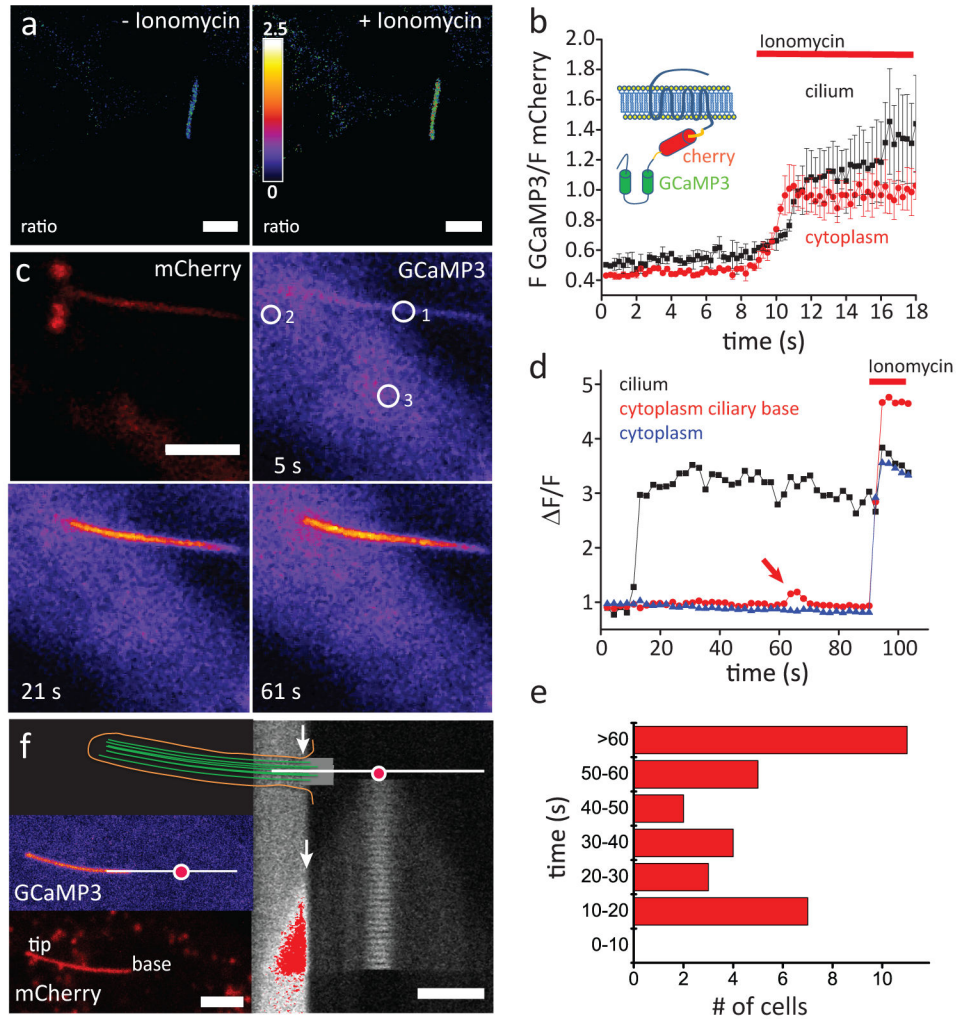 a
- Ionomycin
+ Ionomycin
2.5
0
ratio
ratio
b
Ionomycin
F GCaMP3/F mCherry
2.0
1.8
1.6
1.4
1.2
1.0
0.8
0.6
0.4
cilium
cherry
GCaMP3
cytoplasm
0 2 4 6 8 10 12 14 16 18
time (s)
c
mCherry
GCaMP3
1
2
3
5 s
21 s
61 s
d
Ionomycin
cilium
cytoplasm ciliary base
cytoplasm
ΔF/F
5
4
3
2
1
0 20 40 60 80 100
time (s)
e
time (s)
>60
50-60
40-50
30-40
20-30
10-20
0-10
0 2 4 6 8 10
# of cells
f
GCaMP3
tip
base
mCherry